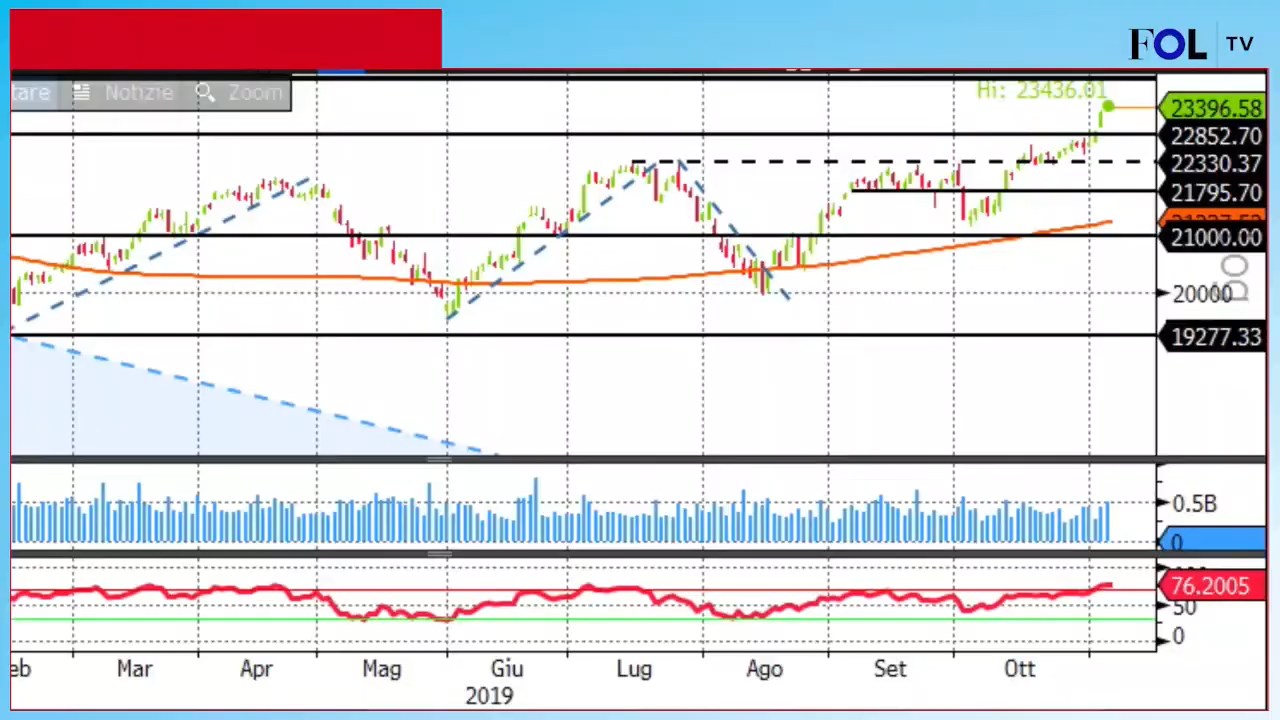 FOL TV
tare Notizie Zoom
Hi: 23436.01
23396.58
22852.70
22330.37
21795.70
21000.00
20000
19277.33
0.5B
0
76.2005
50
0
eb Mar Apr Mag Giu Lug Ago Set Ott
2019